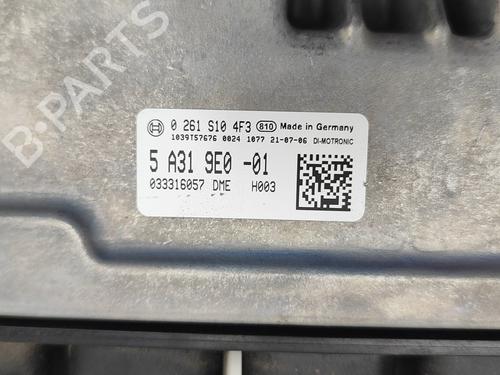 0 261 S10 4F3 810 Made in Germany
1039T57676 0024 1077 21-07-06 DI-MOTRONIC
5 A31 9E0 -01
033316057 DME H003
B-PARTS